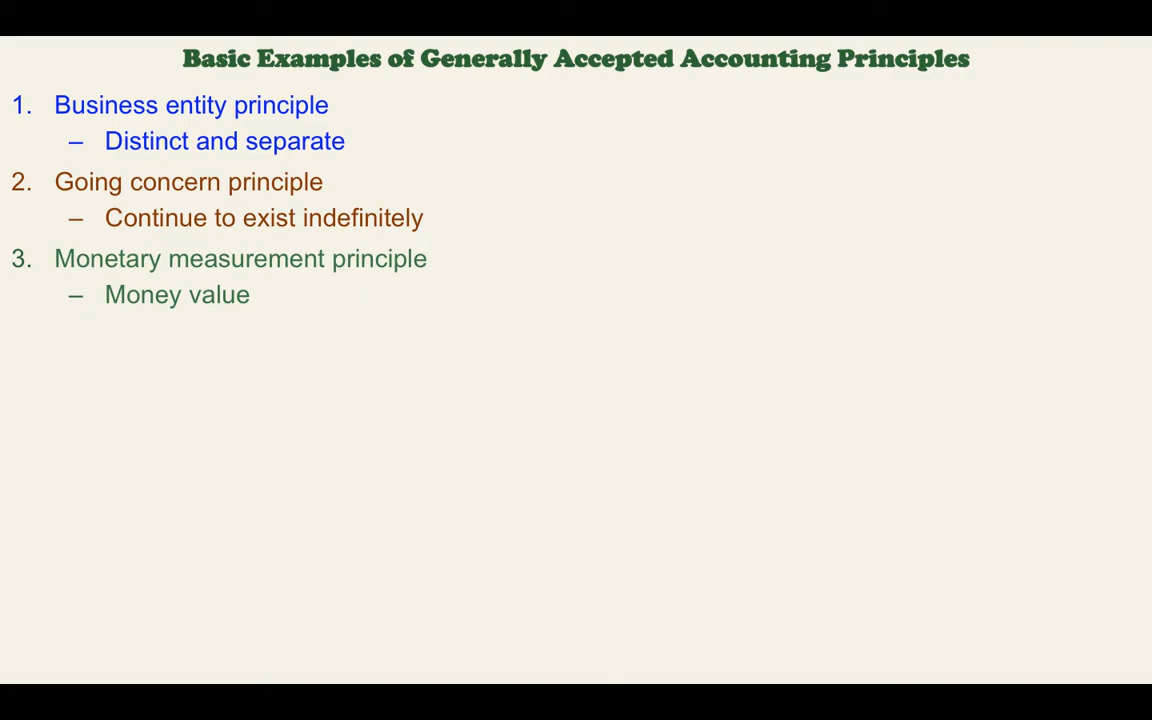 Basic Examples of Generally Accepted Accounting Principles
1. Business entity principle
– Distinct and separate
2. Going concern principle
– Continue to exist indefinitely
3. Monetary measurement principle
– Money value